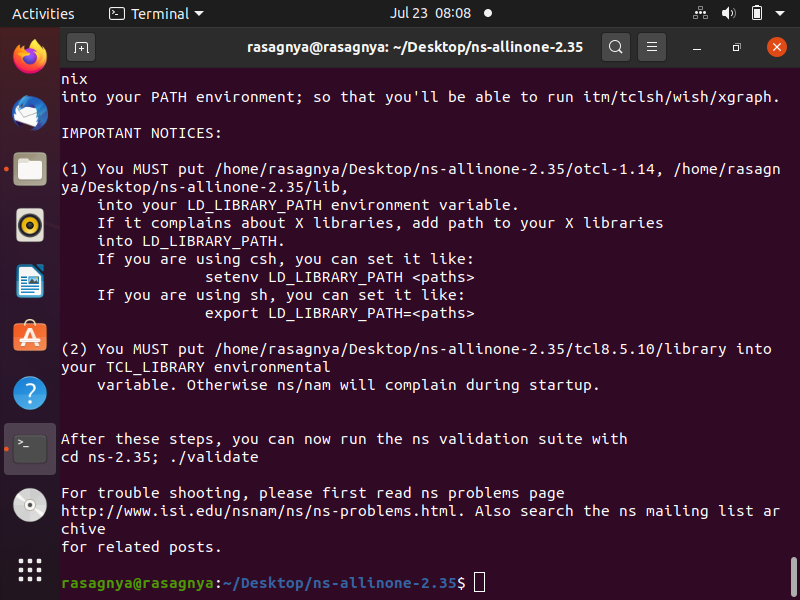 Activities
Terminal
Jul 23 08:08
rasagnya@rasagnya: ~/Desktop/ns-allinone-2.35
nix
into your PATH environment; so that you'll be able to run itm/tclsh/wish/xgraph.
IMPORTANT NOTICES:
(1) You MUST put /home/rasagnya/Desktop/ns-allinone-2.35/otcl-1.14, /home/rasagn
ya/Desktop/ns-allinone-2.35/lib,
into your LD_LIBRARY_PATH environment variable.
If it complains about X libraries, add path to your X libraries
into LD_LIBRARY_PATH.
If you are using csh, you can set it like:
setenv LD_LIBRARY_PATH <paths>
If you are using sh, you can set it like:
export LD_LIBRARY_PATH=<paths>
(2) You MUST put /home/rasagnya/Desktop/ns-allinone-2.35/tcl8.5.10/library into
your TCL_LIBRARY environmental
variable. Otherwise ns/nam will complain during startup.
After these steps, you can now run the ns validation suite with
cd ns-2.35; ./validate
For trouble shooting, please first read ns problems page
http://www.isi.edu/nsnam/ns/ns-problems.html. Also search the ns mailing list ar
chive
for related posts.
rasagnya@rasagnya:~/Desktop/ns-allinone-2.35$